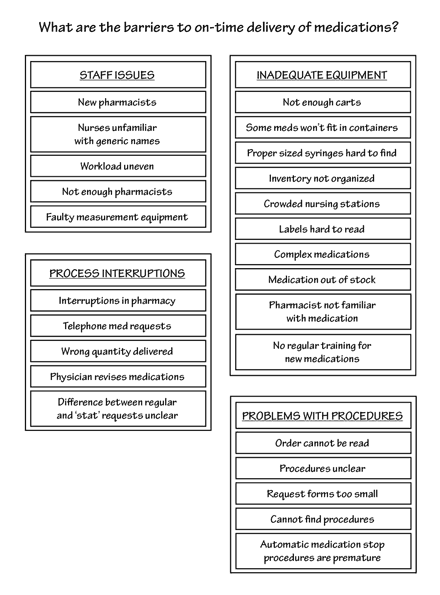 What are the barriers to on-time delivery of medications?
STAFF ISSUES
New pharmacists
Nurses unfamiliar
with generic names
Workload uneven
Not enough pharmacists
Faulty measurement equipment
PROCESS INTERRUPTIONS
Interruptions in pharmacy
Telephone med requests
Wrong quantity delivered
Physician revises medications
Difference between regular
and 'stat' requests unclear
INADEQUATE EQUIPMENT
Not enough carts
Some meds won't fit in containers
Proper sized syringes hard to find
Inventory not organized
Crowded nursing stations
Labels hard to read
Complex medications
Medication out of stock
Pharmacist not familiar
with medication
No regular training for
new medications
PROBLEMS WITH PROCEDURES
Order cannot be read
Procedures unclear
Request forms too small
Cannot find procedures
Automatic medication stop
procedures are premature